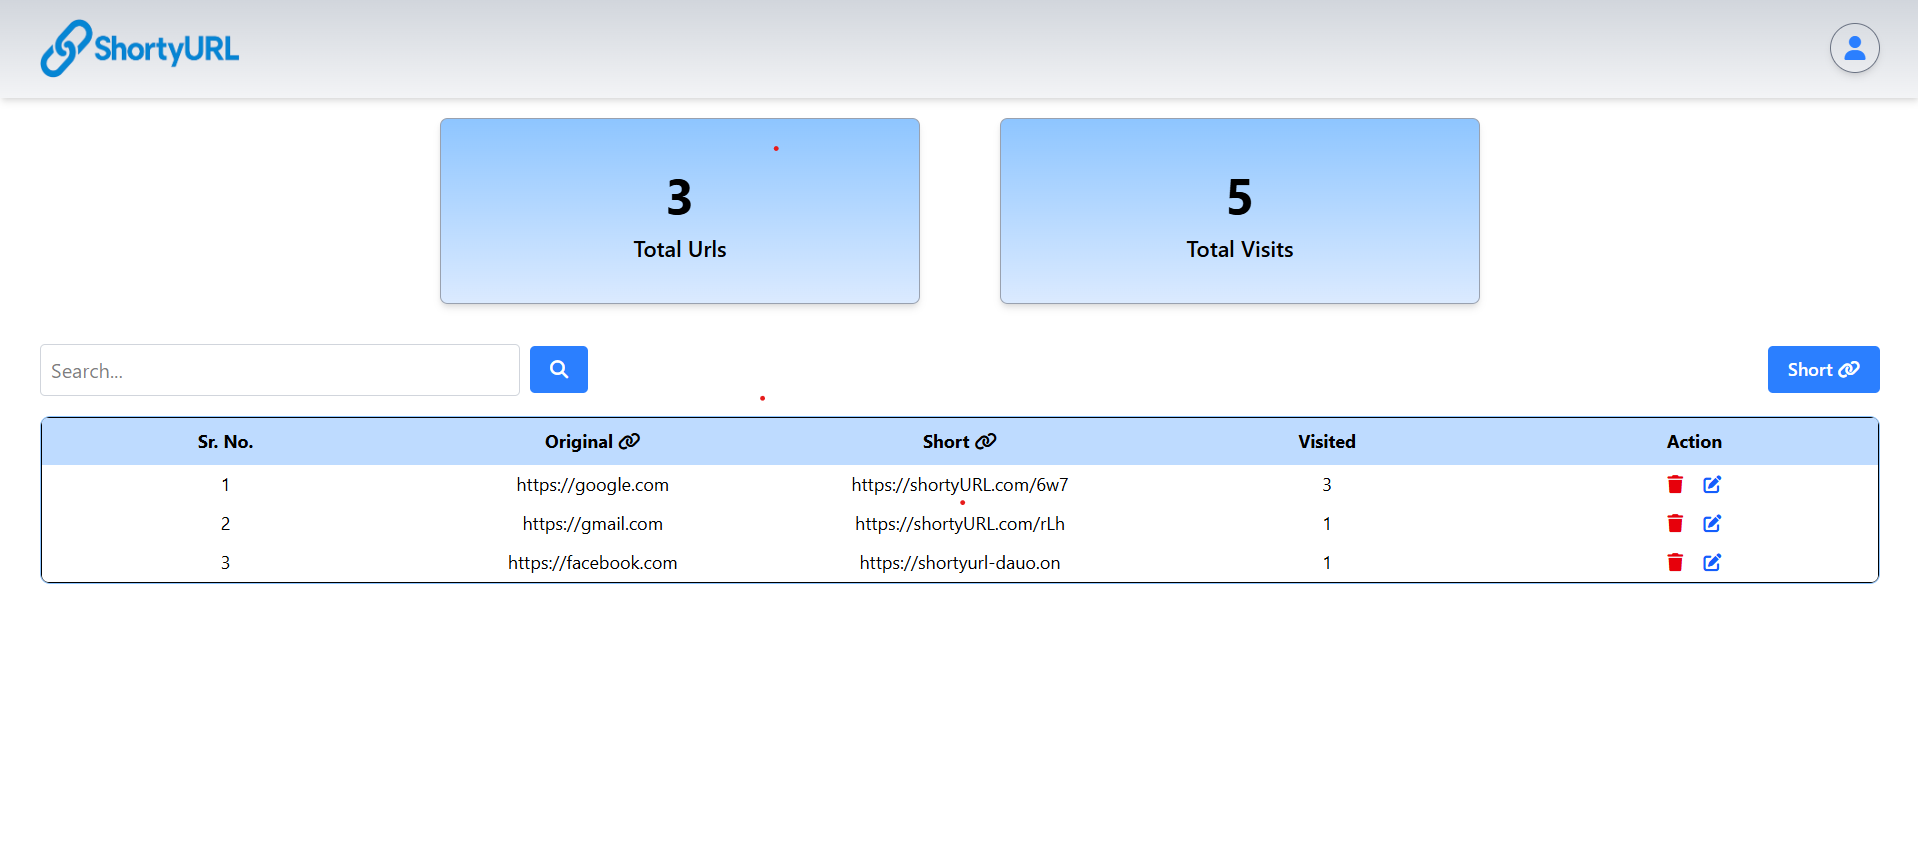 ShortyURL
3
Total Urls
5
Total Visits
Search...
Short
Sr. No. Original Short Visited Action
1 https://google.com https://shortyURL.com/6w7 3
2 https://gmail.com https://shortyURL.com/rLh 1
3 https://facebook.com https://shortyurl-dauo.on 1